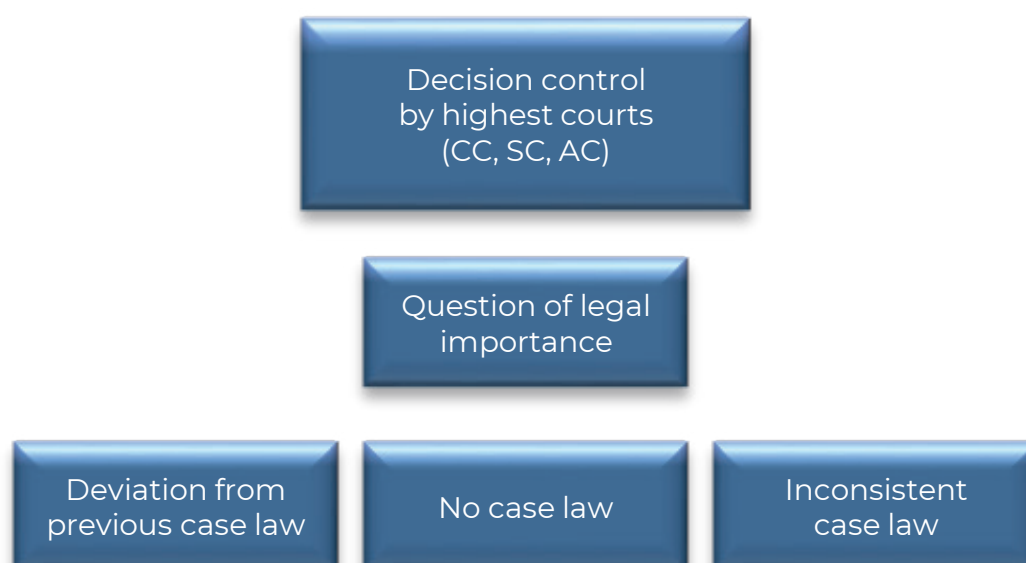 Decision control
by highest courts
(CC, SC, AC)
Question of legal
importance
Deviation from
previous case law
No case law
Inconsistent
case law